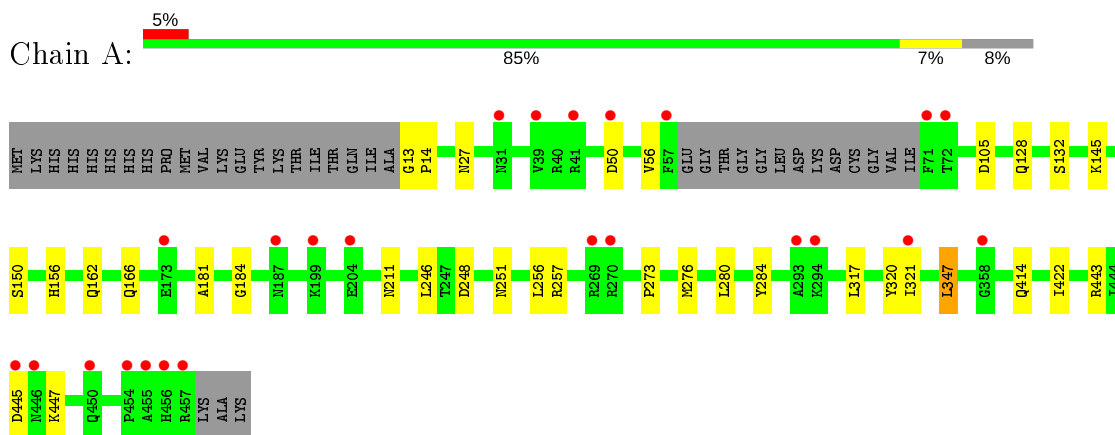 5%
Chain A:
85% 7% 8%
MET LYS HIS HIS HIS HIS HIS HIS PRO MET VAL LYS GLU TYR LYS THR ILE THR GLN ILE ALA G13 P14 N27 N31 V39 R40 R41 D50 V56 F57 GLU GLY THR GLY GLY LEU ASP LYS ASP CYS GLY VAL ILE F71 T72 D105 Q128 S132 K145
S150 H156 Q162 Q166 E173 A181 G184 N187 K199 E204 N211 L246 T247 D248 N251 L256 R257 R269 R270 P273 M276 L280 Y284 A293 K294 L317 Y320 I321 L347 G358 Q414 I422 R443 I444
D445 N446 K447 Q450 P454 A455 H456 R457 LYS ALA LYS